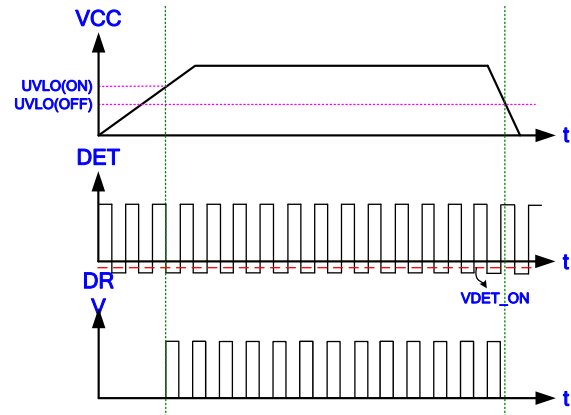 VCC
UVLO(ON)
UVLO(OFF)
t
DET
t
VDET_ON
DR
V
t